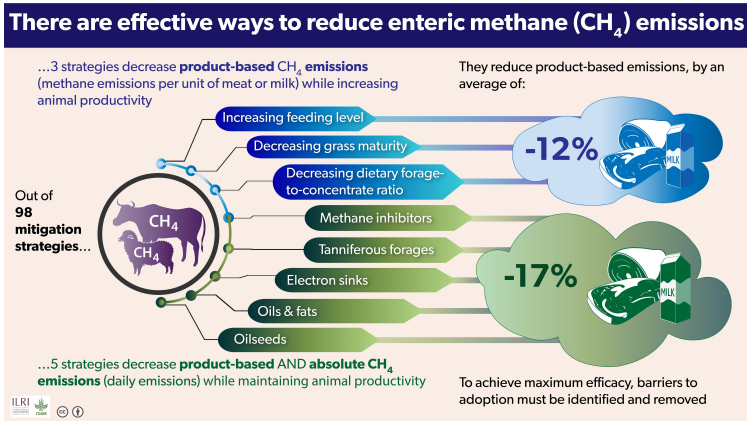 There are effective ways to reduce enteric methane (CH4) emissions
...3 strategies decrease product-based CH4 emissions
(methane emissions per unit of meat or milk) while increasing
animal productivity
They reduce product-based emissions, by an
average of:
Increasing feeding level
Decreasing grass maturity
Decreasing dietary forage-
to-concentrate ratio
-12%
MILK
Out of
98
mitigation
strategies...
CH4
CH4
Methane inhibitors
Tanniferous forages
Electron sinks
Oils & fats
Oilseeds
-17%
MILK
...5 strategies decrease product-based AND absolute CH4
emissions (daily emissions) while maintaining animal productivity
To achieve maximum efficacy, barriers to
adoption must be identified and removed
ILRI
CGIAR
cc